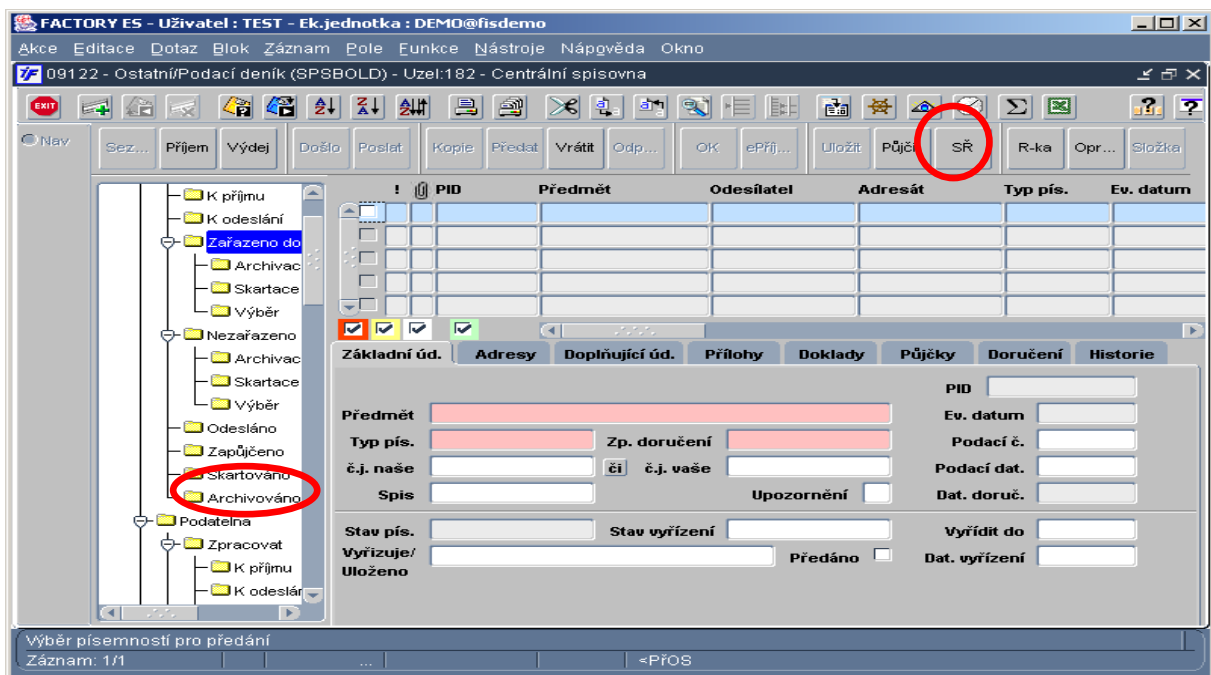 FACTORY ES - Uživatel : TEST - Ek.jednotka : DEMO@fisdemo
Akce Editace Dotaz Blok Záznam Pole Funkce Nástroje Nápověda Okno
09122 - Ostatní/Podací deník (SPSBOLD) - Uzel:182 - Centrální spisovna
EXIT
Nav Sez... Příjem Výdej Došlo Poslat Kopie Předat Vrátit Odp... OK ePříj... Uložit Půjči SŘ R-ka Opr... Složka
! PID Předmět Odesílatel Adresát Typ pís. Ev. datum
K příjmu
K odeslání
Zařazeno do
Archivac
Skartace
Výběr
Nezařazeno
Archivac
Skartace
Výběr
Odesláno
Zapůjčeno
Skartováno
Archivováno
Podatelna
Zpracovat
K příjmu
K odeslár
Základní úd. Adresy Doplňující úd. Přílohy Doklady Půjčky Doručení Historie
PID
Předmět Ev. datum
Typ pís. Zp. doručení Podací č.
č.j. naše či č.j. vaše Podací dat.
Spis Upozornění Dat. doruč.
Stav pís. Stav vyřízení Vyřídit do
Vyřizuje/ Předáno Dat. vyřízení
Uloženo
Výběr písemností pro předání
Záznam: 1/1 ... <PřOS